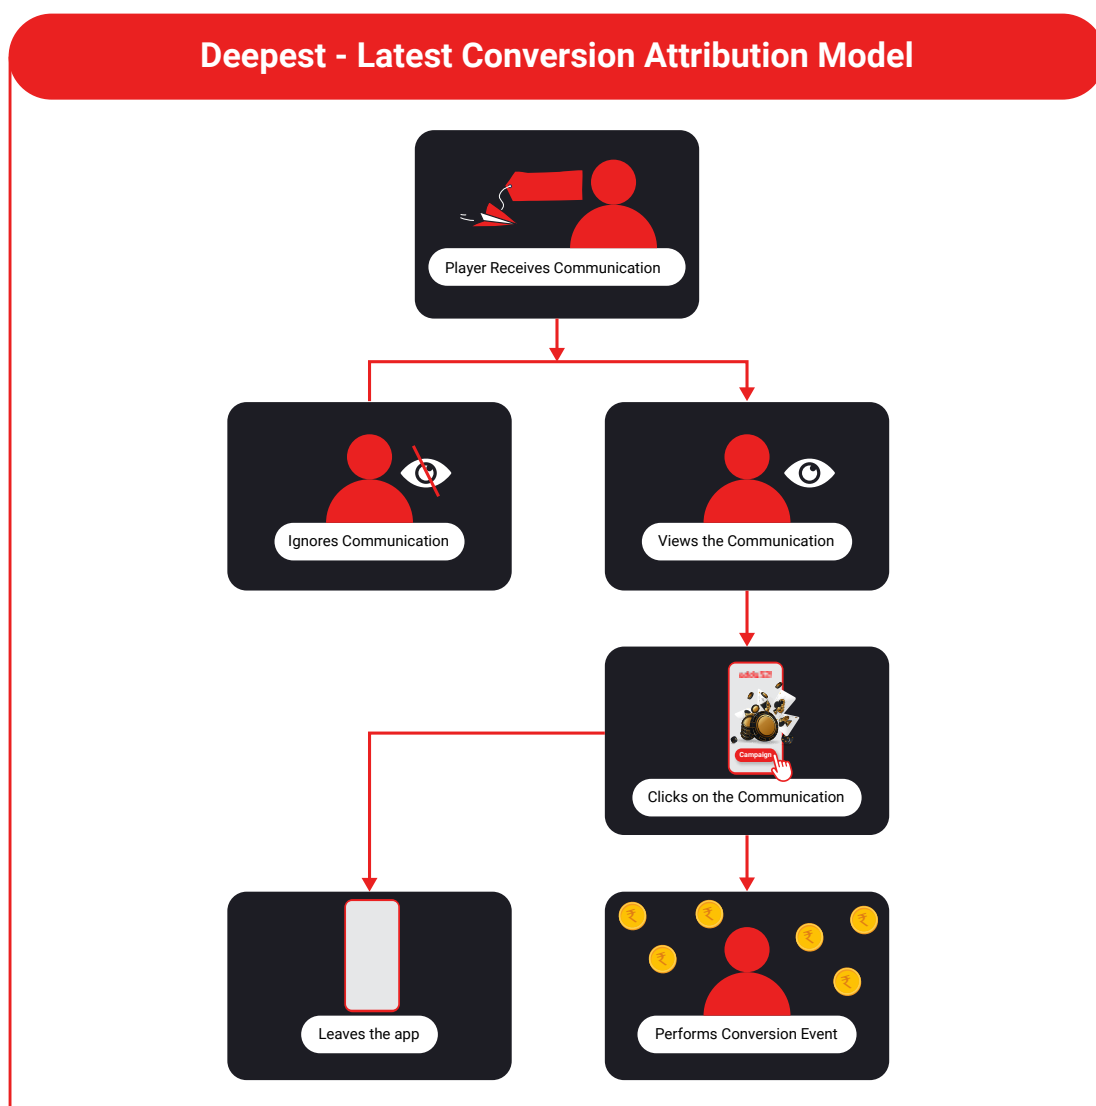 Deepest - Latest Conversion Attribution Model
Player Receives Communication
Ignores Communication
Views the Communication
Campaign
Clicks on the Communication
Leaves the app
₹
₹
₹
₹
₹
₹
Performs Conversion Event